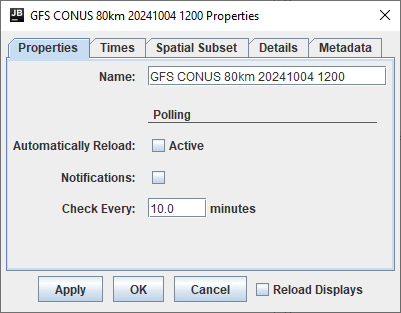 JB GFS CONUS 80km 20241004 1200 Properties
Properties Times Spatial Subset Details Metadata
Name: GFS CONUS 80km 20241004 1200
Polling
Automatically Reload: Active
Notifications:
Check Every: 10.0 minutes
Apply OK Cancel Reload Displays